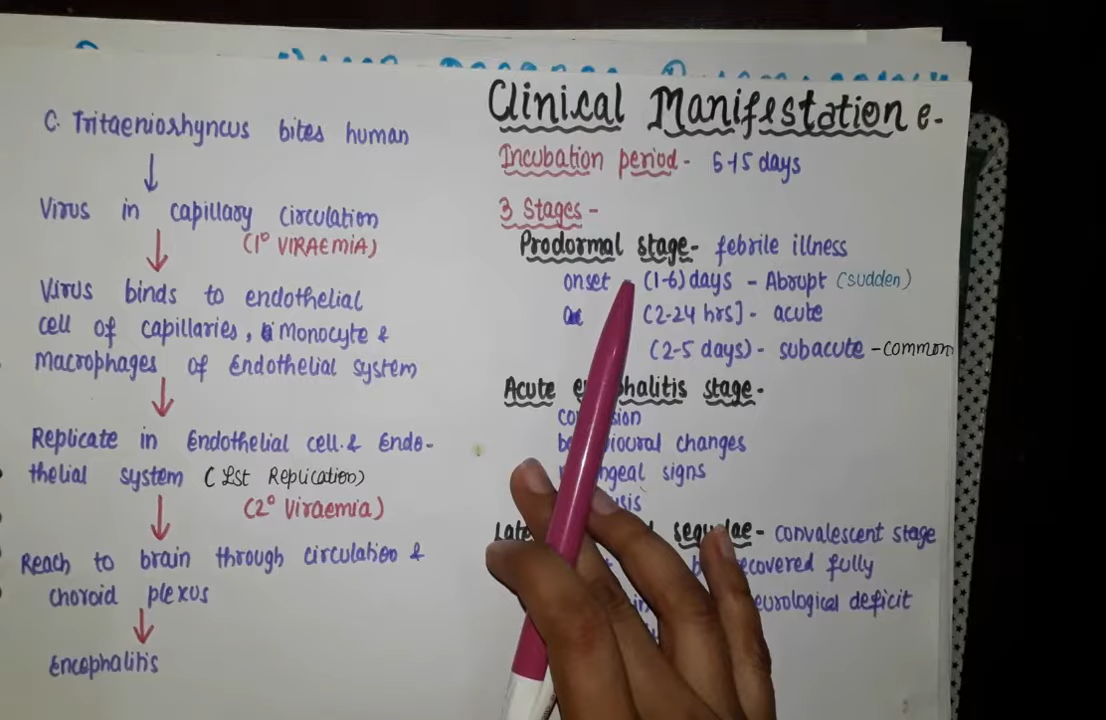 C. Tritaeniorhyncus bites human
↓
Virus in capillary circulation
↓ (1° VIRAEMIA)
Virus binds to endothelial
cell of capillaries, Monocyte &
Macrophages of Endothelial system
↓
Replicate in Endothelial cell & Endo-
thelial system (1st Replication)
↓ (2° Viraemia)
Reach to brain through circulation &
choroid plexus
↓
Encephalitis
Clinical Manifestation e-
Incubation period - 5-15 days
3 Stages -
Prodormal stage - febrile illness
onset (1-6) days - Abrupt (sudden)
(2-24 hrs] - acute
(2-5 days) - subacute - common
Acute stage -
behavioural changes
signs
Late sequelae - convalescent stage
recovered fully
neurological deficit